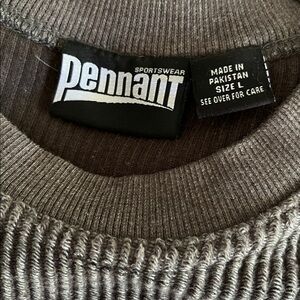 SPORTSWEAR
PennanT
MADE IN
PAKISTAN
SIZE L
SEE OVER FOR CARE